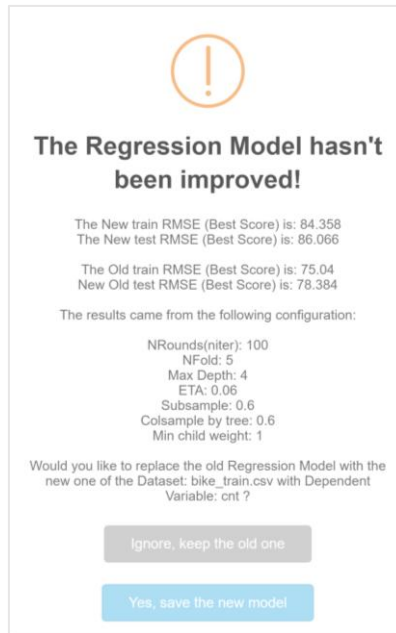 The Regression Model hasn't
been improved!
The New train RMSE (Best Score) is: 84.358
The New test RMSE (Best Score) is: 86.066
The Old train RMSE (Best Score) is: 75.04
New Old test RMSE (Best Score) is: 78.384
The results came from the following configuration:
NRounds(niter): 100
NFold: 5
Max Depth: 4
ETA: 0.06
Subsample: 0.6
Colsample by tree: 0.6
Min child weight: 1
Would you like to replace the old Regression Model with the
new one of the Dataset: bike_train.csv with Dependent
Variable: cnt ?
Ignore, keep the old one
Yes, save the new model